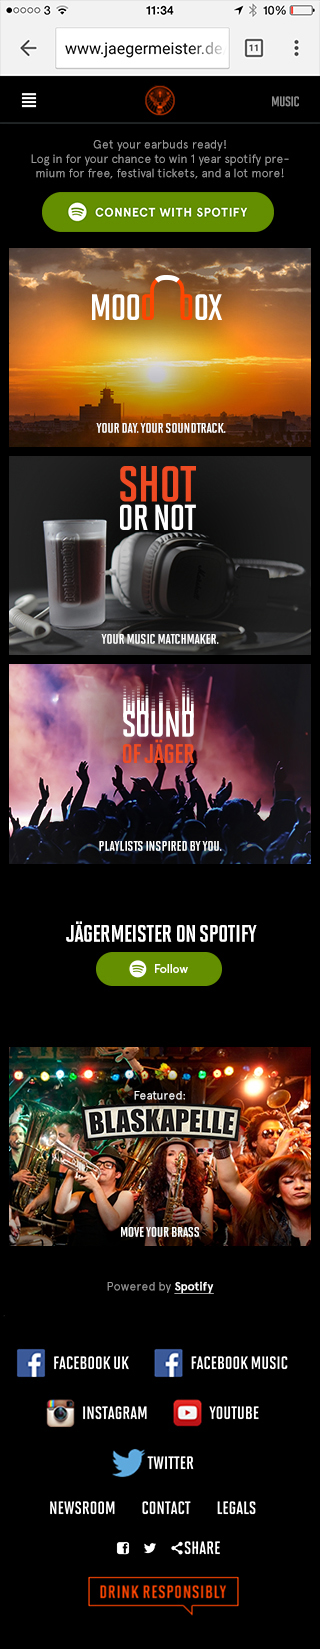 3 11:34 10%
www.jaegermeister.de
11
MUSIC
Get your earbuds ready!
Log in for your chance to win 1 year spotify pre-
mium for free, festival tickets, and a lot more!
CONNECT WITH SPOTIFY
MOODBOX
YOUR DAY. YOUR SOUNDTRACK.
SHOT
OR NOT
YOUR MUSIC MATCHMAKER.
SOUND
OF JÄGER
PLAYLISTS INSPIRED BY YOU.
JÄGERMEISTER ON SPOTIFY
Follow
Featured:
BLASKAPELLE
MOVE YOUR BRASS
Powered by Spotify
FACEBOOK UK FACEBOOK MUSIC
INSTAGRAM YOUTUBE
TWITTER
NEWSROOM CONTACT LEGALS
SHARE
DRINK RESPONSIBLY